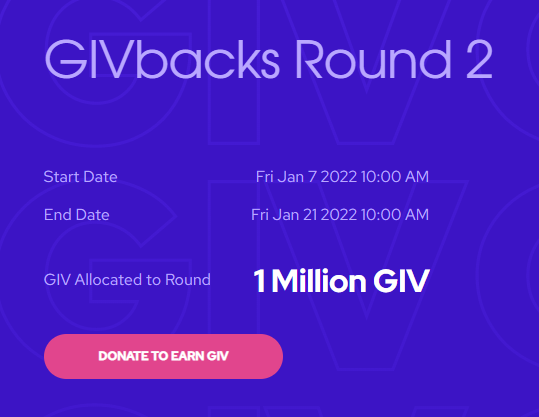 GIVbacks Round 2
Start Date Fri Jan 7 2022 10:00 AM
End Date Fri Jan 21 2022 10:00 AM
GIV Allocated to Round 1 Million GIV
DONATE TO EARN GIV